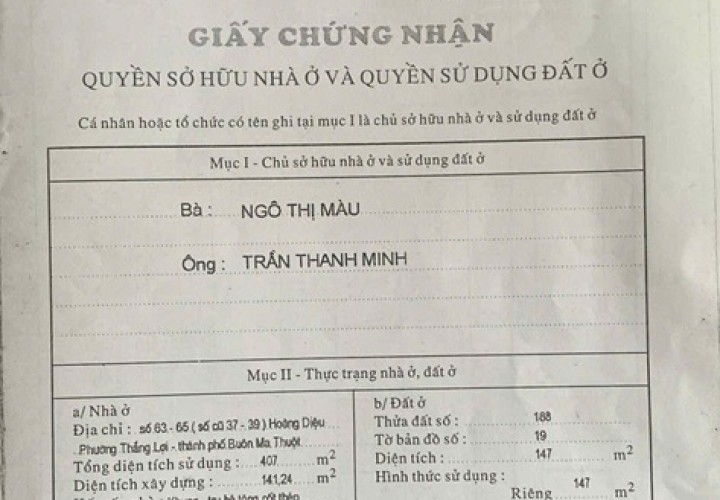 GIẤY CHỨNG NHẬN
QUYỀN SỞ HỮU NHÀ Ở VÀ QUYỀN SỬ DỤNG ĐẤT Ở
Cá nhân hoặc tổ chức có tên ghi tại mục I là chủ sở hữu nhà ở và sử dụng đất ở
Mục I - Chủ sở hữu nhà ở và sử dụng đất ở
Bà : NGÔ THỊ MÀU
Ông : TRẦN THANH MINH
Mục II - Thực trạng nhà ở, đất ở
a/ Nhà ở
Địa chỉ : số 63 - 65 ( số cũ 37 - 39 ) Hoàng Diệu
Phường Thắng Lợi - thành phố Buôn Ma Thuột
Tổng diện tích sử dụng : 407 m2
Diện tích xây dựng : 141,24 m2
b/ Đất ở
Thửa đất số : 188
Tờ bản đồ số : 19
Diện tích : 147 m2
Hình thức sử dụng :
Riêng 147 m2